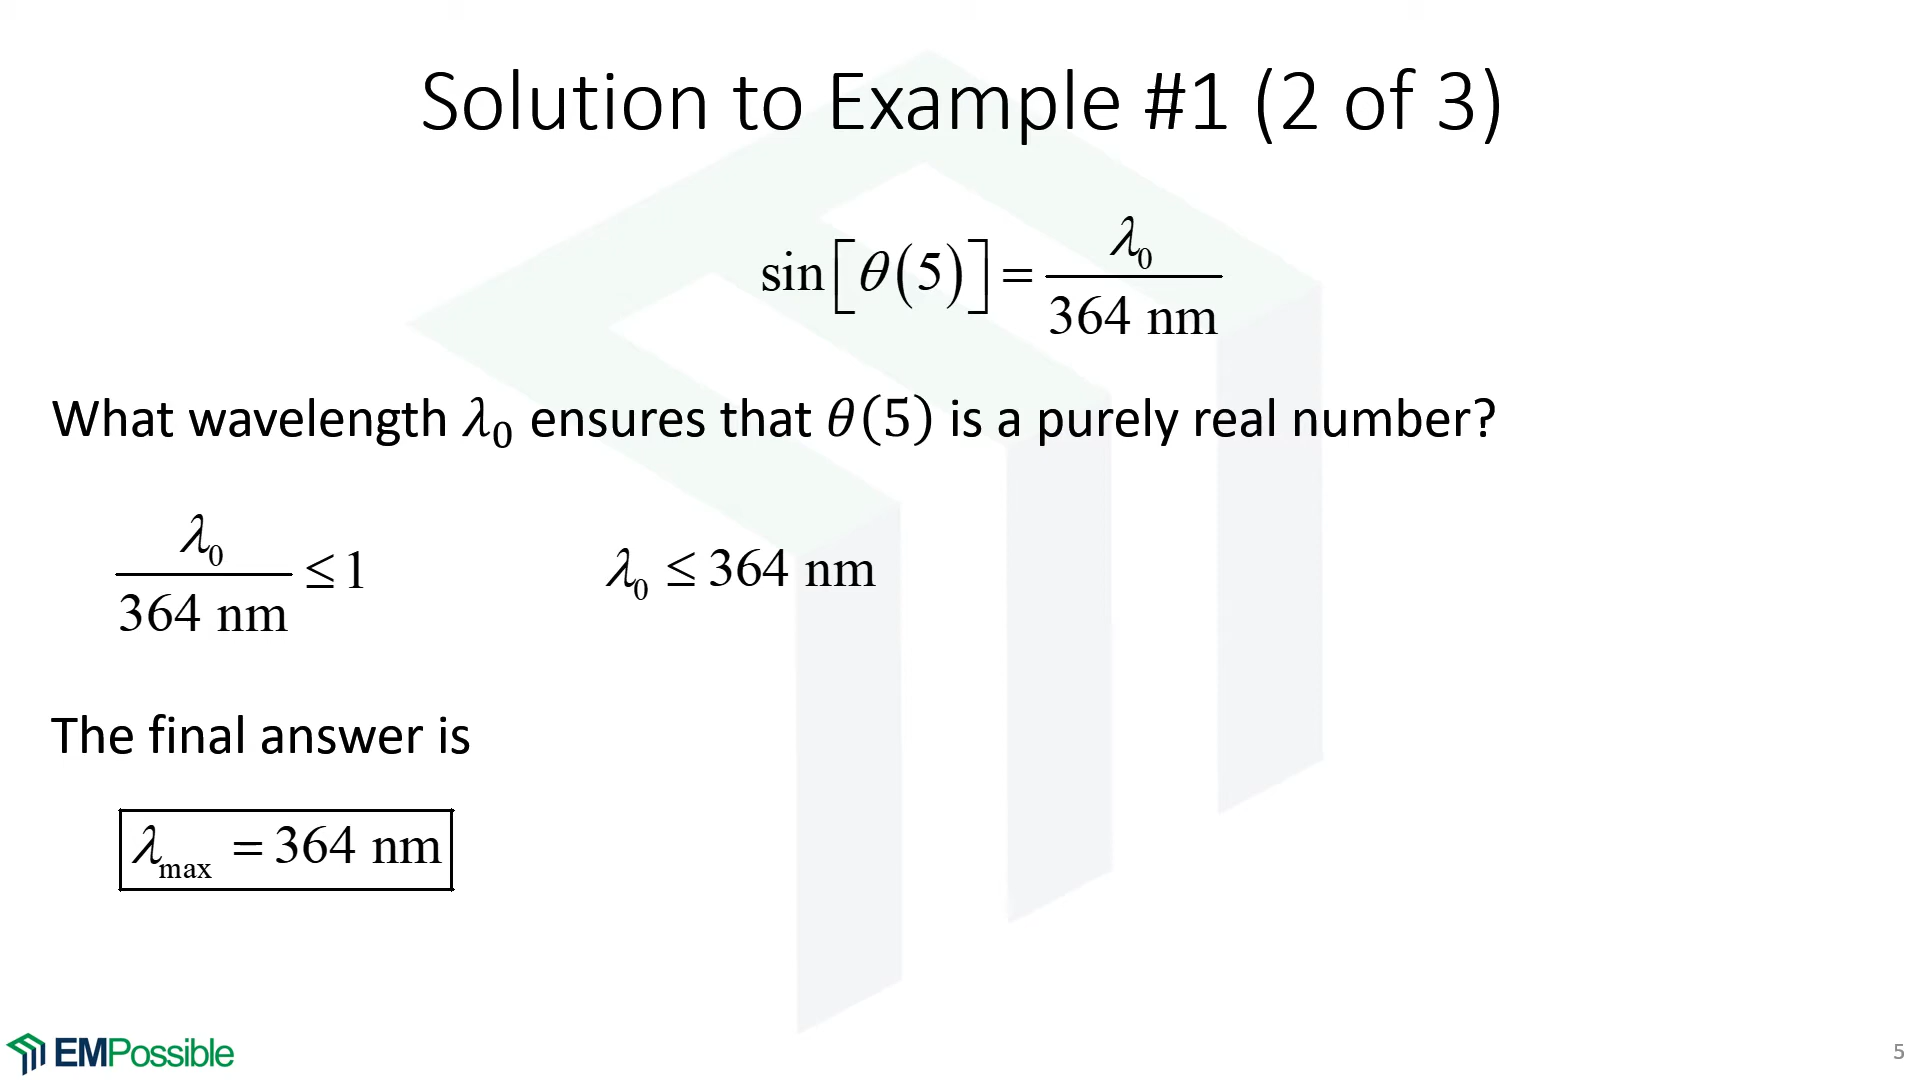 Solution to Example #1 (2 of 3)
sin[θ(5)] = λ₀ / 364 nm
What wavelength λ₀ ensures that θ(5) is a purely real number?
λ₀ / 364 nm ≤ 1
λ₀ ≤ 364 nm
The final answer is
λmax = 364 nm
EMPossible
5